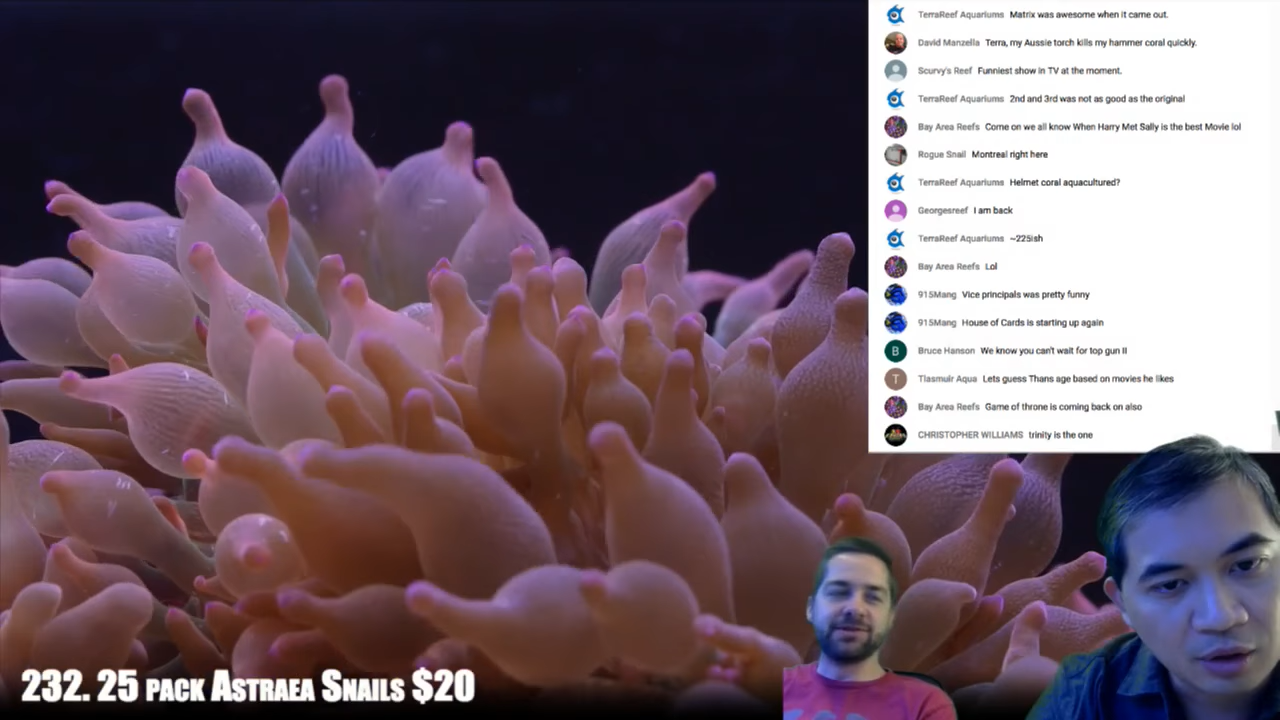 TerraReef Aquariums Matrix was awesome when it came out.
David Manzella Terra, my Aussie torch kills my hammer coral quickly.
Scurvy's Reef Funniest show in TV at the moment.
TerraReef Aquariums 2nd and 3rd was not as good as the original
Bay Area Reefs Come on we all know When Harry Met Sally is the best Movie lol
Rogue Snail Montreal right here
TerraReef Aquariums Helmet coral aquacultured?
Georgesreef I am back
TerraReef Aquariums ~225ish
Bay Area Reefs Lol
915Mang Vice principals was pretty funny
915Mang House of Cards is starting up again
B Bruce Hanson We know you can't wait for top gun II
T Tlasmuir Aqua Lets guess Thans age based on movies he likes
Bay Area Reefs Game of throne is coming back on also
CHRISTOPHER WILLIAMS trinity is the one
232. 25 PACK ASTRAEA SNAILS $20